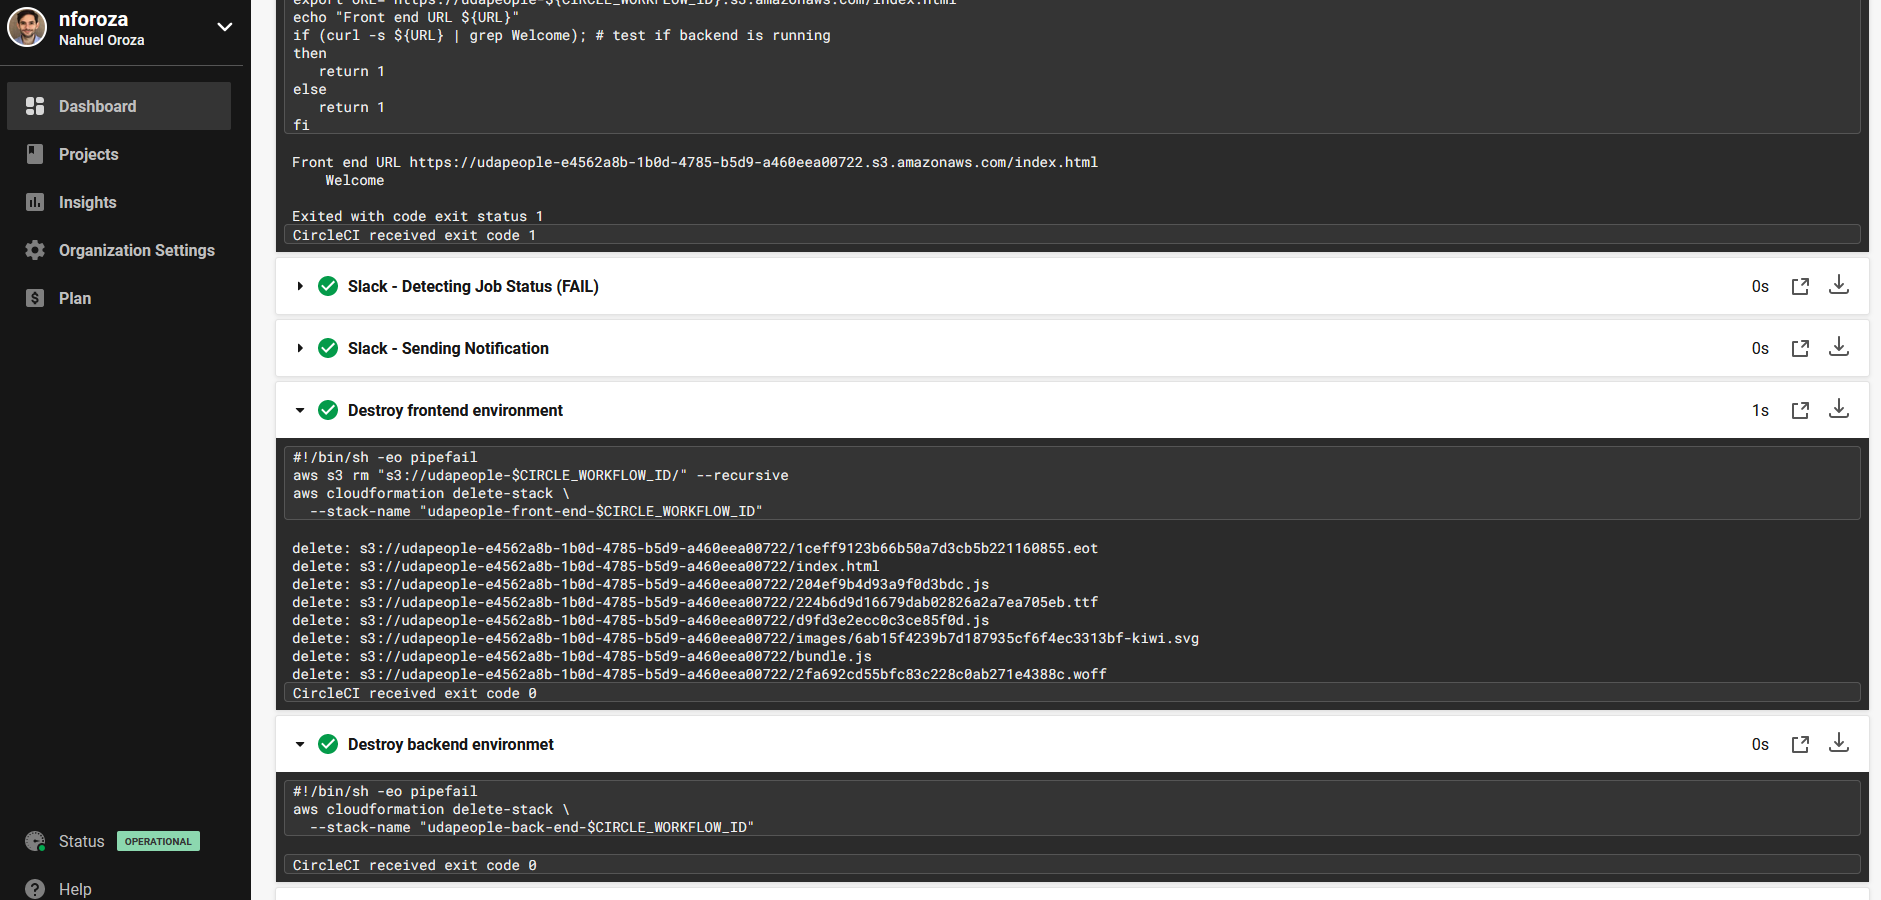 nforoza
Nahuel Oroza
Dashboard
Projects
Insights
Organization Settings
Plan
Status OPERATIONAL
Help
export URL="https://udapeople-${CIRCLE_WORKFLOW_ID}.s3.amazonaws.com/index.html"
echo "Front end URL ${URL}"
if (curl -s ${URL} | grep Welcome); # test if backend is running
then
   return 1
else
   return 1
fi
Front end URL https://udapeople-e4562a8b-1b0d-4785-b5d9-a460eea00722.s3.amazonaws.com/index.html
    Welcome
Exited with code exit status 1
CircleCI received exit code 1
Slack - Detecting Job Status (FAIL) 0s
Slack - Sending Notification 0s
Destroy frontend environment 1s
#!/bin/sh -eo pipefail
aws s3 rm "s3://udapeople-$CIRCLE_WORKFLOW_ID/" --recursive
aws cloudformation delete-stack \
  --stack-name "udapeople-front-end-$CIRCLE_WORKFLOW_ID"
delete: s3://udapeople-e4562a8b-1b0d-4785-b5d9-a460eea00722/1ceff9123b66b50a7d3cb5b221160855.eot
delete: s3://udapeople-e4562a8b-1b0d-4785-b5d9-a460eea00722/index.html
delete: s3://udapeople-e4562a8b-1b0d-4785-b5d9-a460eea00722/204ef9b4d93a9f0d3bdc.js
delete: s3://udapeople-e4562a8b-1b0d-4785-b5d9-a460eea00722/224b6d9d16679dab02826a2a7ea705eb.ttf
delete: s3://udapeople-e4562a8b-1b0d-4785-b5d9-a460eea00722/d9fd3e2ecc0c3ce85f0d.js
delete: s3://udapeople-e4562a8b-1b0d-4785-b5d9-a460eea00722/images/6ab15f4239b7d187935cf6f4ec3313bf-kiwi.svg
delete: s3://udapeople-e4562a8b-1b0d-4785-b5d9-a460eea00722/bundle.js
delete: s3://udapeople-e4562a8b-1b0d-4785-b5d9-a460eea00722/2fa692cd55bfc83c228c0ab271e4388c.woff
CircleCI received exit code 0
Destroy backend environmet 0s
#!/bin/sh -eo pipefail
aws cloudformation delete-stack \
  --stack-name "udapeople-back-end-$CIRCLE_WORKFLOW_ID"
CircleCI received exit code 0